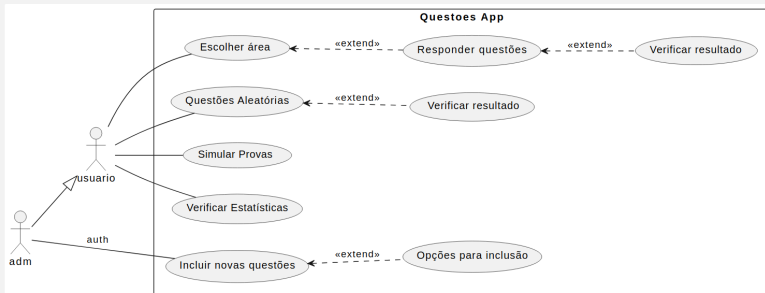 Questoes App
Escolher área
«extend»
Responder questões
«extend»
Verificar resultado
Questões Aleatórias
«extend»
Verificar resultado
Simular Provas
usuario
Verificar Estatísticas
auth
adm
Incluir novas questões
«extend»
Opções para inclusão